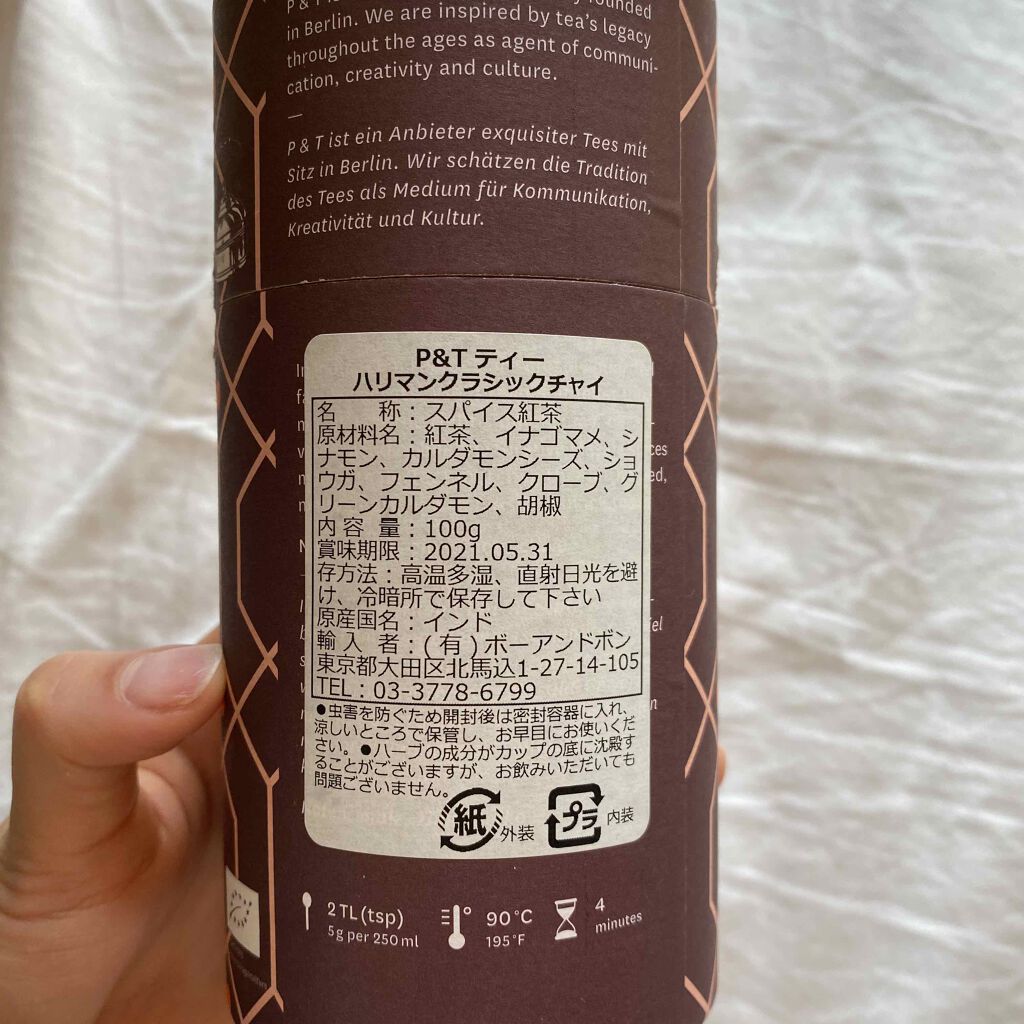 in Berlin. We are inspired by tea's legacy
throughout the ages as agent of communi-
cation, creativity and culture.
—
P & T ist ein Anbieter exquisiter Tees mit
Sitz in Berlin. Wir schätzen die Tradition
des Tees als Medium für Kommunikation,
Kreativität und Kultur.
P&T ティー
ハリマンクラシックチャイ
名 称:スパイス紅茶
原材料名:紅茶、イナゴマメ、シ
ナモン、カルダモンシーズ、ショ
ウガ、フェンネル、クローブ、グ
リーンカルダモン、胡椒
内 容 量:100g
賞味期限:2021.05.31
存方法:高温多湿、直射日光を避
け、冷暗所で保存して下さい
原産国名:インド
輸 入 者:(有)ボーアンドボン
東京都大田区北馬込1-27-14-105
TEL:03-3778-6799
●虫害を防ぐため開封後は密封容器に入れ、
涼しいところで保管し、お早目にお使いくだ
さい。●ハーブの成分がカップの底に沈殿す
ることがございますが、お飲みいただいても
問題ございません。
紙 外装 プラ 内装
2 TL (tsp) 90°C 4
5g per 250 ml 195°F minutes